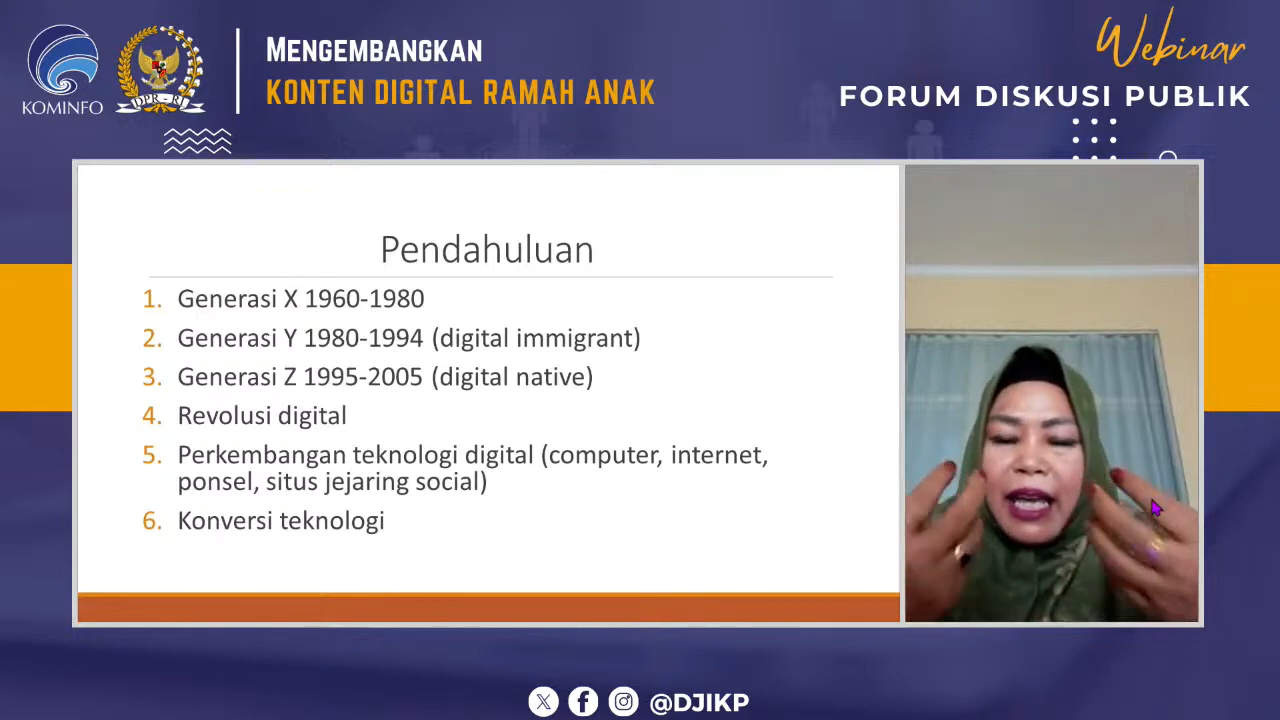 KOMINFO
DPR - RI
MENGEMBANGKAN
KONTEN DIGITAL RAMAH ANAK
Webinar
FORUM DISKUSI PUBLIK
Pendahuluan
1. Generasi X 1960-1980
2. Generasi Y 1980-1994 (digital immigrant)
3. Generasi Z 1995-2005 (digital native)
4. Revolusi digital
5. Perkembangan teknologi digital (computer, internet,
ponsel, situs jejaring social)
6. Konversi teknologi
@DJIKP